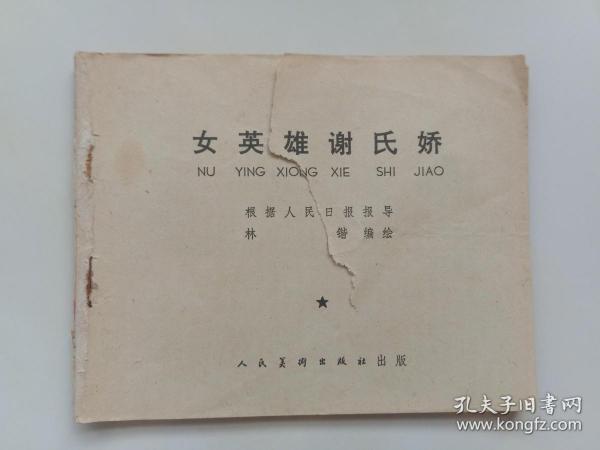 女英雄谢氏娇
NU YING XIONG XIE SHI JIAO
根据人民日报报导
林锴编绘
★
人民美术出版社出版
孔夫子旧书网
www.kongfz.com